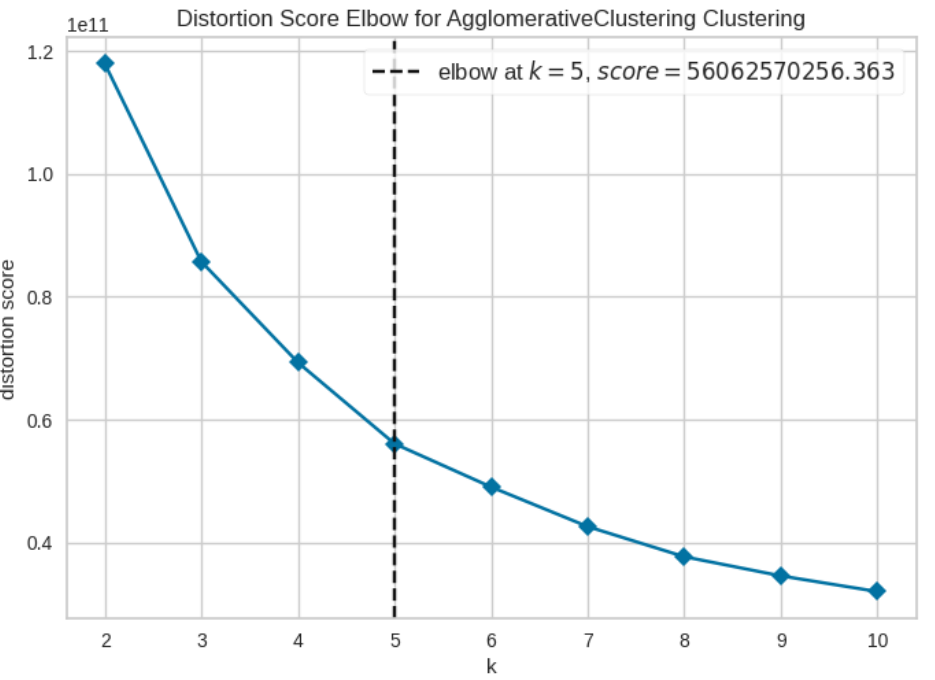 Distortion Score Elbow for AgglomerativeClustering Clustering
1e11
elbow at k = 5, score = 56062570256.363
1.2
1.0
0.8
0.6
0.4
distortion score
2 3 4 5 6 7 8 9 10
k